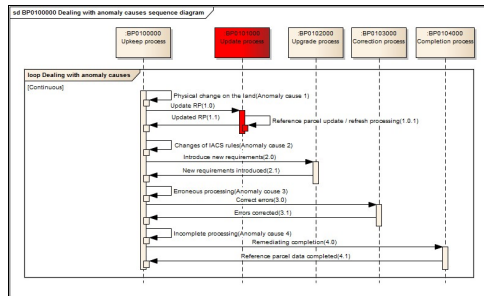 sd BP0100000 Dealing with anomaly causes sequence diagram
:BP0100000
Upkeep process
:BP0101000
Update process
:BP0102000
Upgrade process
:BP0103000
Correction process
:BP0104000
Completion process
loop Dealing with anomaly causes
[Continuous]
Physical change on the land(Anomaly cause 1)
Update RP(1.0)
Updated RP(1.1)
Reference parcel update / refresh processing(1.0.1)
Changes of IACS rules(Anomaly cause 2)
Introduce new requirements(2.0)
New requirements introduced(2.1)
Erroneous processing(Anomaly couse 3)
Correct errors(3.0)
Errors corrected(3.1)
Incomplete processing(Anomaly cause 4)
Remediating completion(4.0)
Reference parcel data completed(4.1)